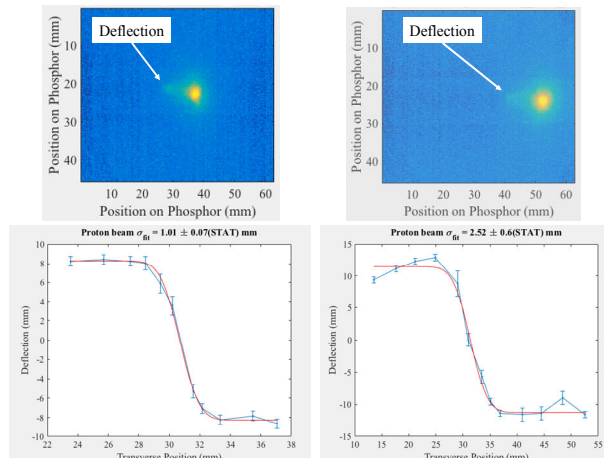 Deflection
Position on Phosphor (mm)
10
20
30
40
10 20 30 40 50 60
Position on Phosphor (mm)
Deflection
Position on Phosphor (mm)
10
20
30
40
10 20 30 40 50 60
Position on Phosphor (mm)
Proton beam σfit = 1.01 ± 0.07(STAT) mm
Deflection (mm)
10
8
6
4
2
0
-2
-4
-6
-8
-10
22 24 26 28 30 32 34 36 38
Transverse Position (mm)
Proton beam σfit = 2.52 ± 0.6(STAT) mm
Deflection (mm)
15
10
5
0
-5
-10
-15
10 15 20 25 30 35 40 45 50 55
Transverse Position (mm)